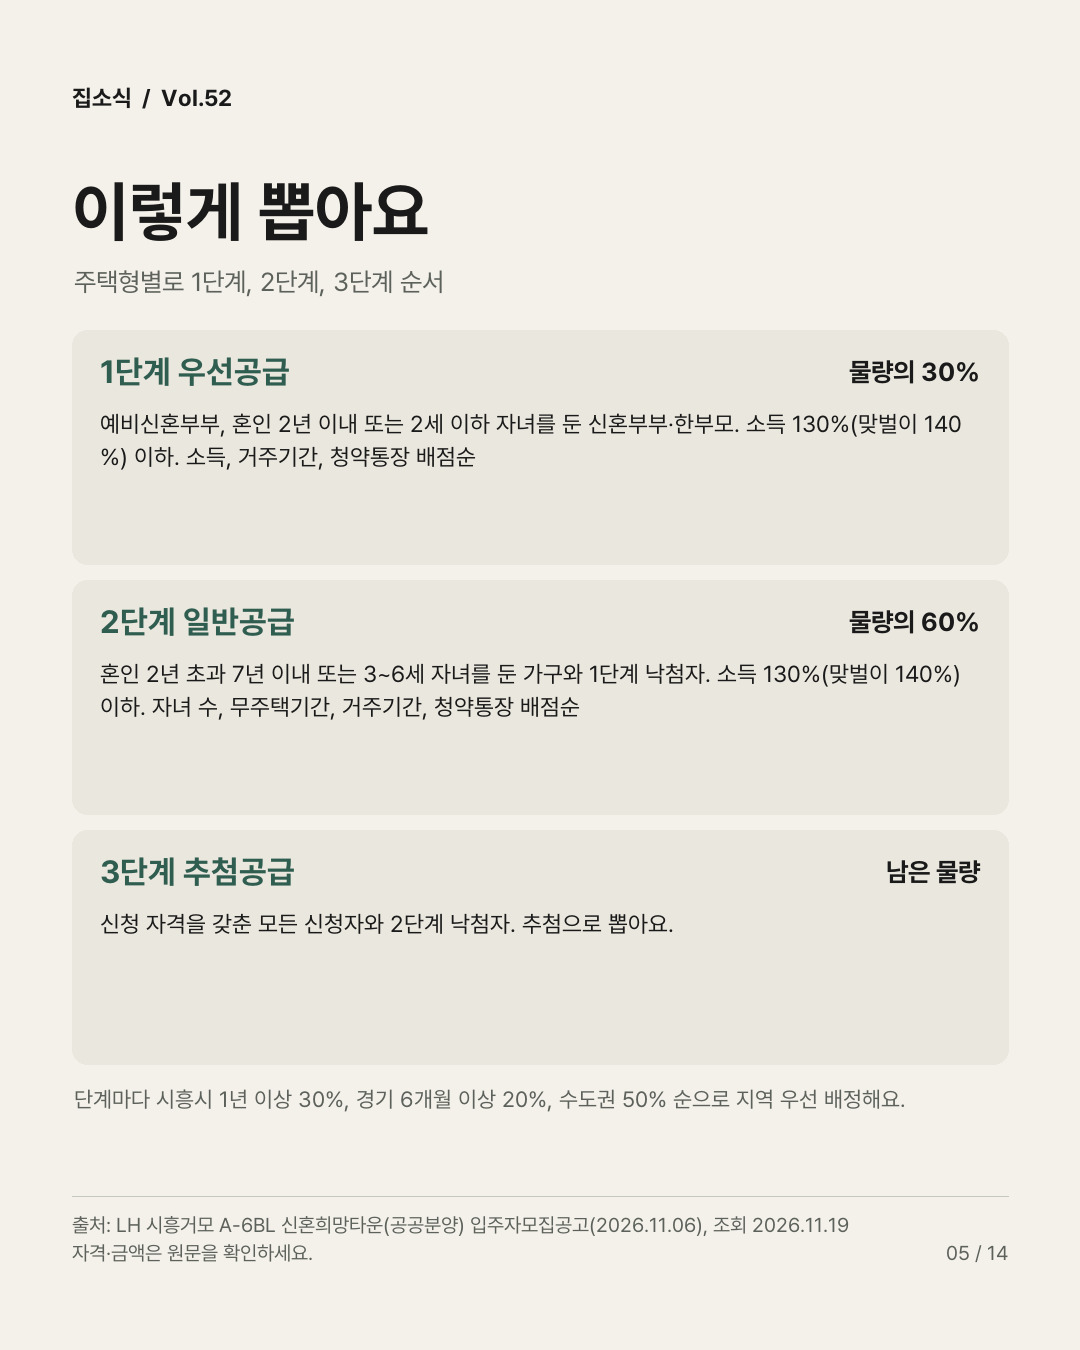 집소식 / Vol.52
이렇게 뽑아요
주택형별로 1단계, 2단계, 3단계 순서
1단계 우선공급
물량의 30%
예비신혼부부, 혼인 2년 이내 또는 2세 이하 자녀를 둔 신혼부부·한부모. 소득 130%(맞벌이 140
%) 이하. 소득, 거주기간, 청약통장 배점순
2단계 일반공급
물량의 60%
혼인 2년 초과 7년 이내 또는 3~6세 자녀를 둔 가구와 1단계 낙첨자. 소득 130%(맞벌이 140%)
이하. 자녀 수, 무주택기간, 거주기간, 청약통장 배점순
3단계 추첨공급
남은 물량
신청 자격을 갖춘 모든 신청자와 2단계 낙첨자. 추첨으로 뽑아요.
단계마다 시흥시 1년 이상 30%, 경기 6개월 이상 20%, 수도권 50% 순으로 지역 우선 배정해요.
출처: LH 시흥거모 A-6BL 신혼희망타운(공공분양) 입주자모집공고(2026.11.06), 조회 2026.11.19
자격·금액은 원문을 확인하세요.
05 / 14